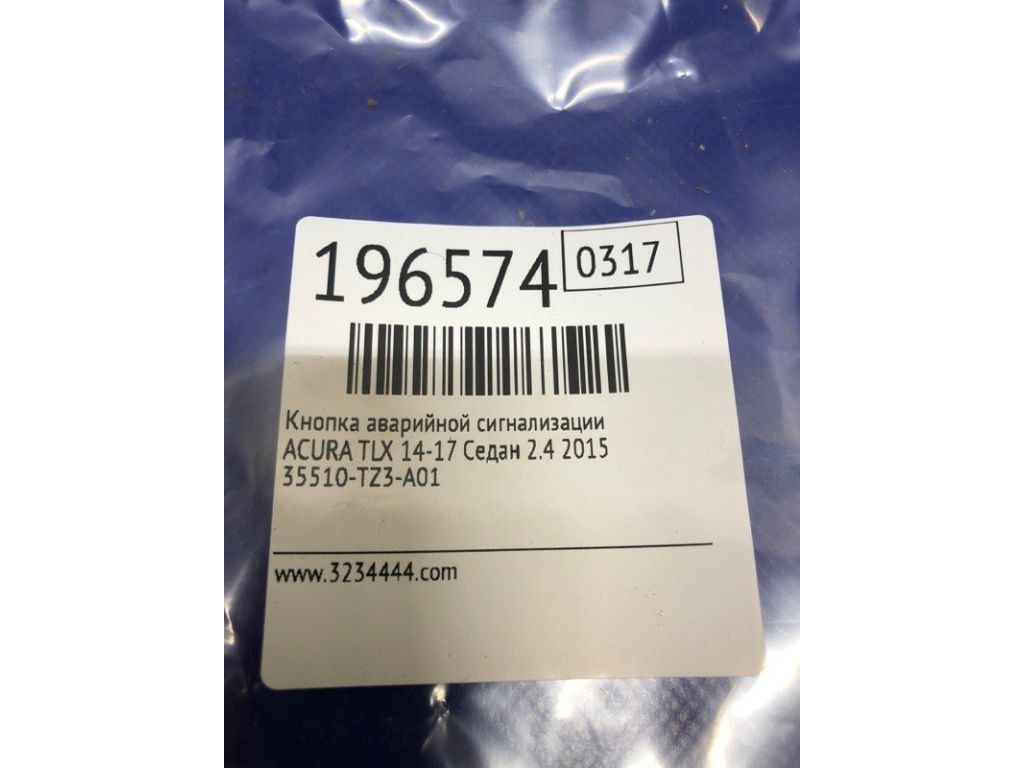 196574 0317
Кнопка аварийной сигнализации
ACURA TLX 14-17 Седан 2.4 2015
35510-TZ3-A01
www.3234444.com